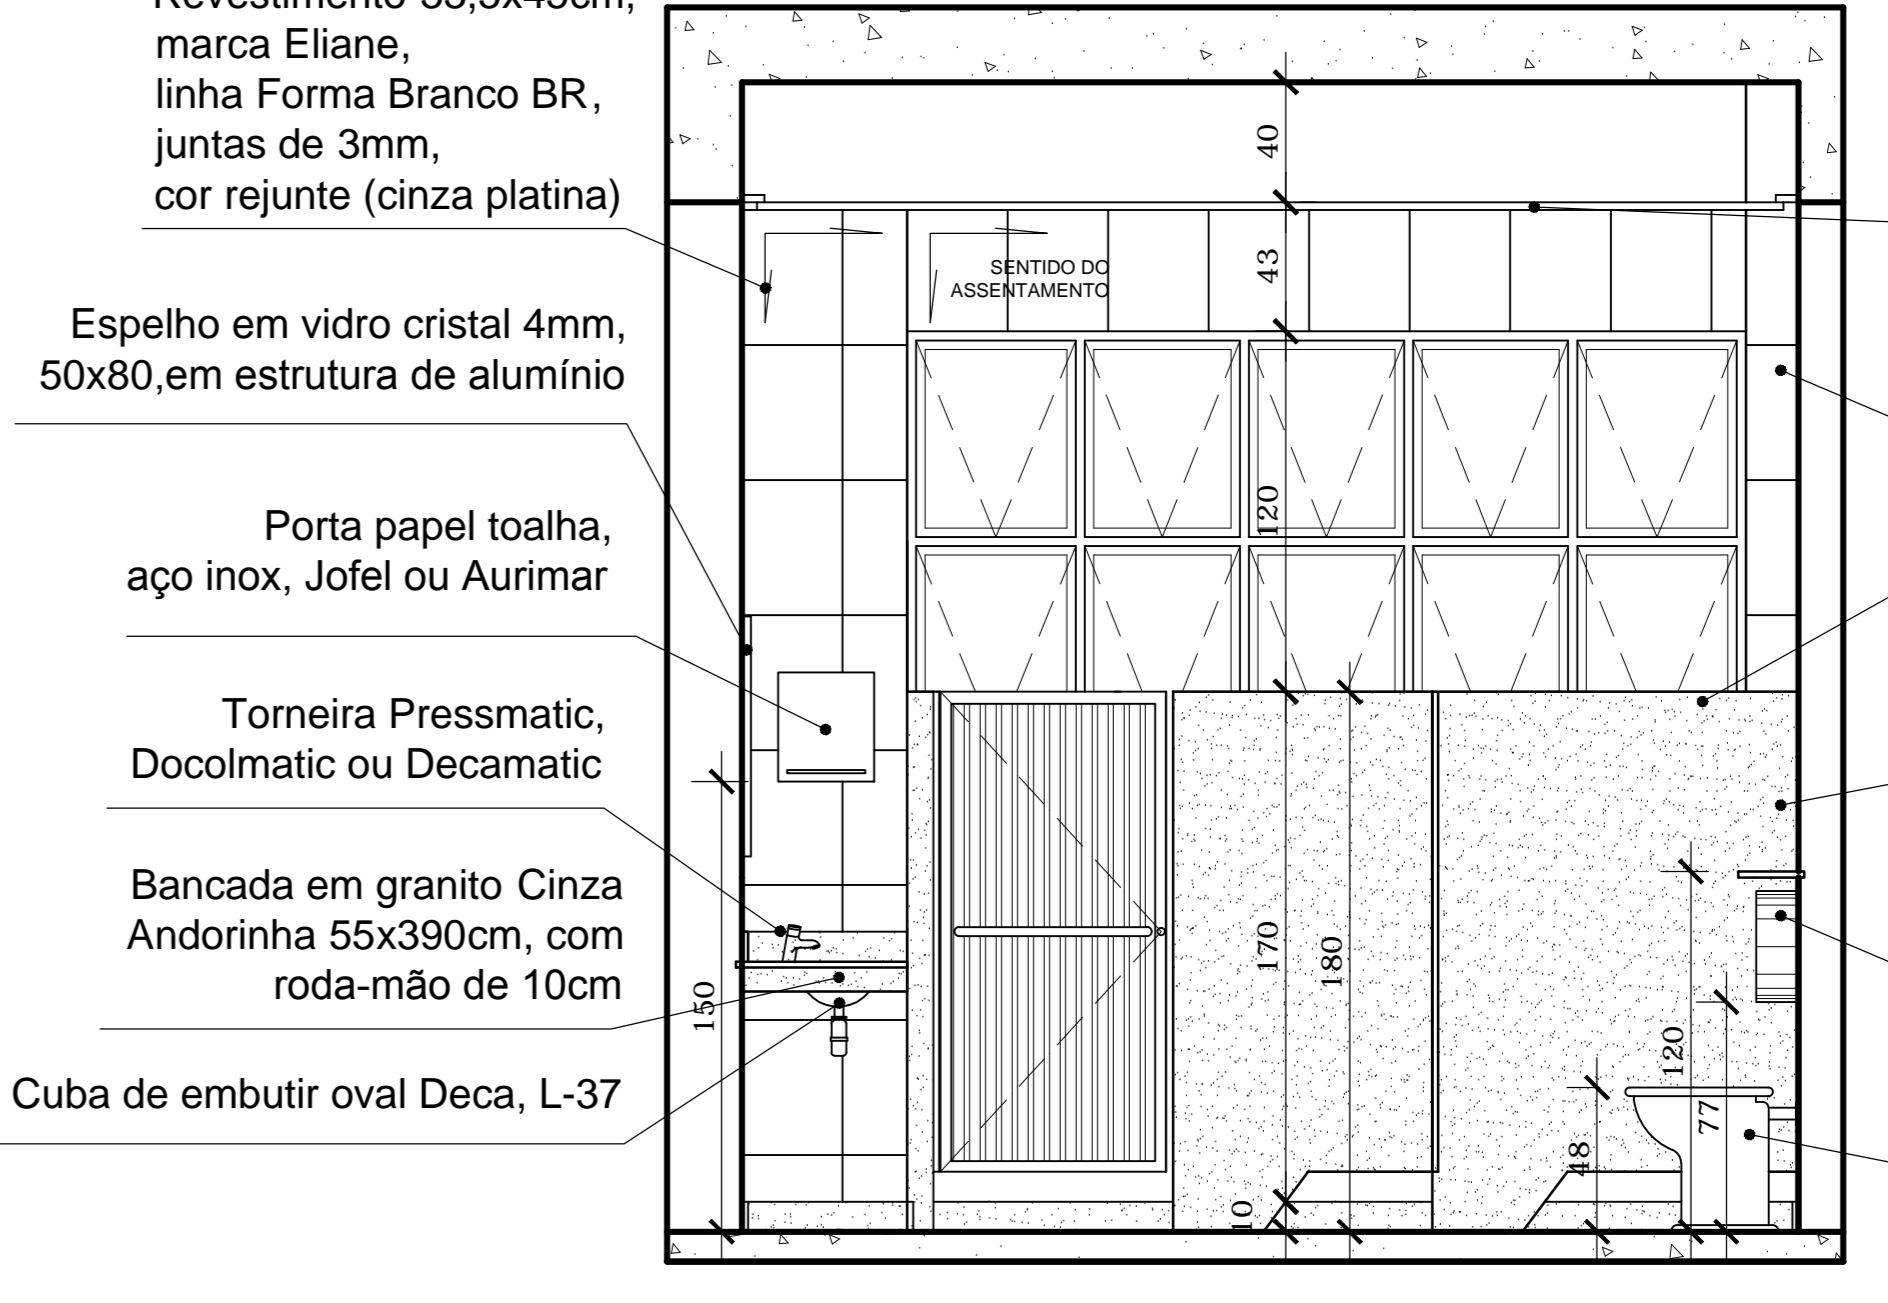 Revestimento 33,5x45cm,
marca Eliane,
linha Forma Branco BR,
juntas de 3mm,
cor rejunte (cinza platina)
Espelho em vidro cristal 4mm,
50x80,em estrutura de alumínio
Porta papel toalha,
aço inox, Jofel ou Aurimar
Torneira Pressmatic,
Docolmatic ou Decamatic
Bancada em granito Cinza
Andorinha 55x390cm, com
roda-mão de 10cm
Cuba de embutir oval Deca, L-37
SENTIDO DO
ASSENTAMENTO
40
43
120
170
180
10
150
48
120
77